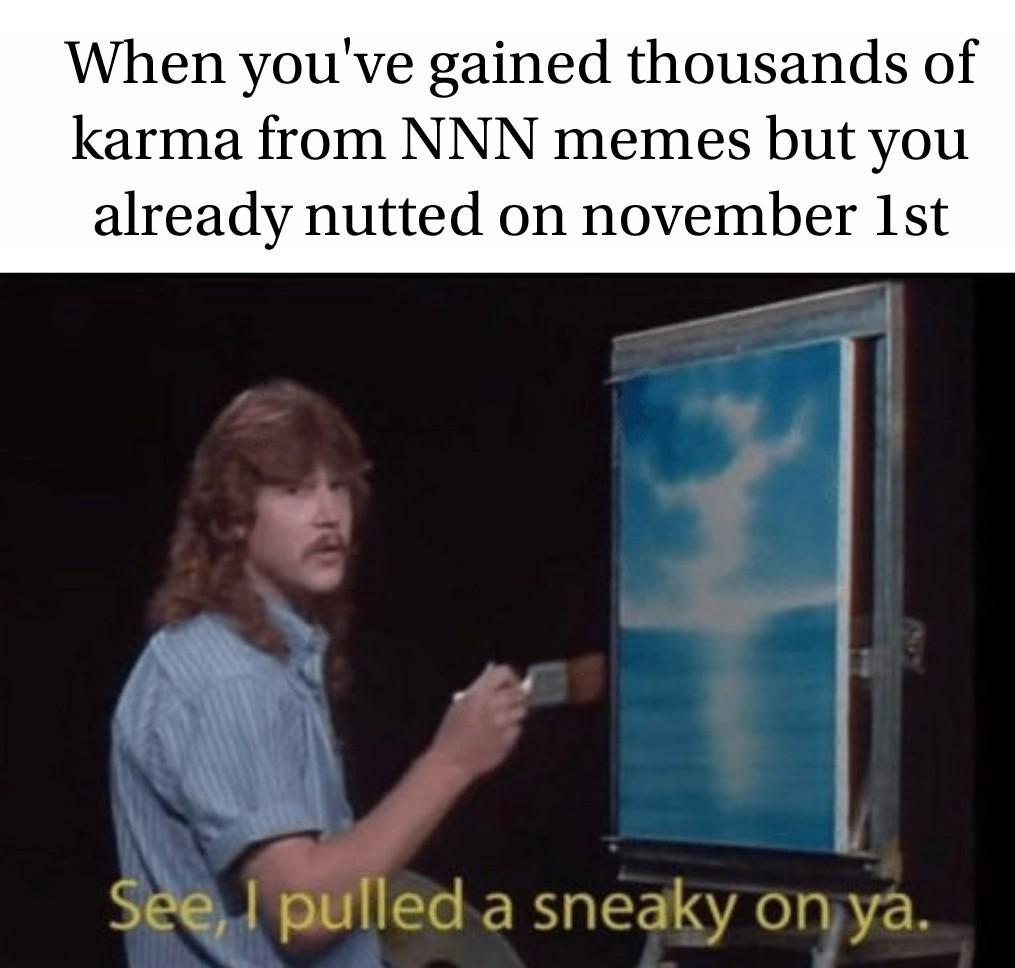 When you've gained thousands of
karma from NNN memes but you
already nutted on november 1st
See, I pulled a sneaky on ya.